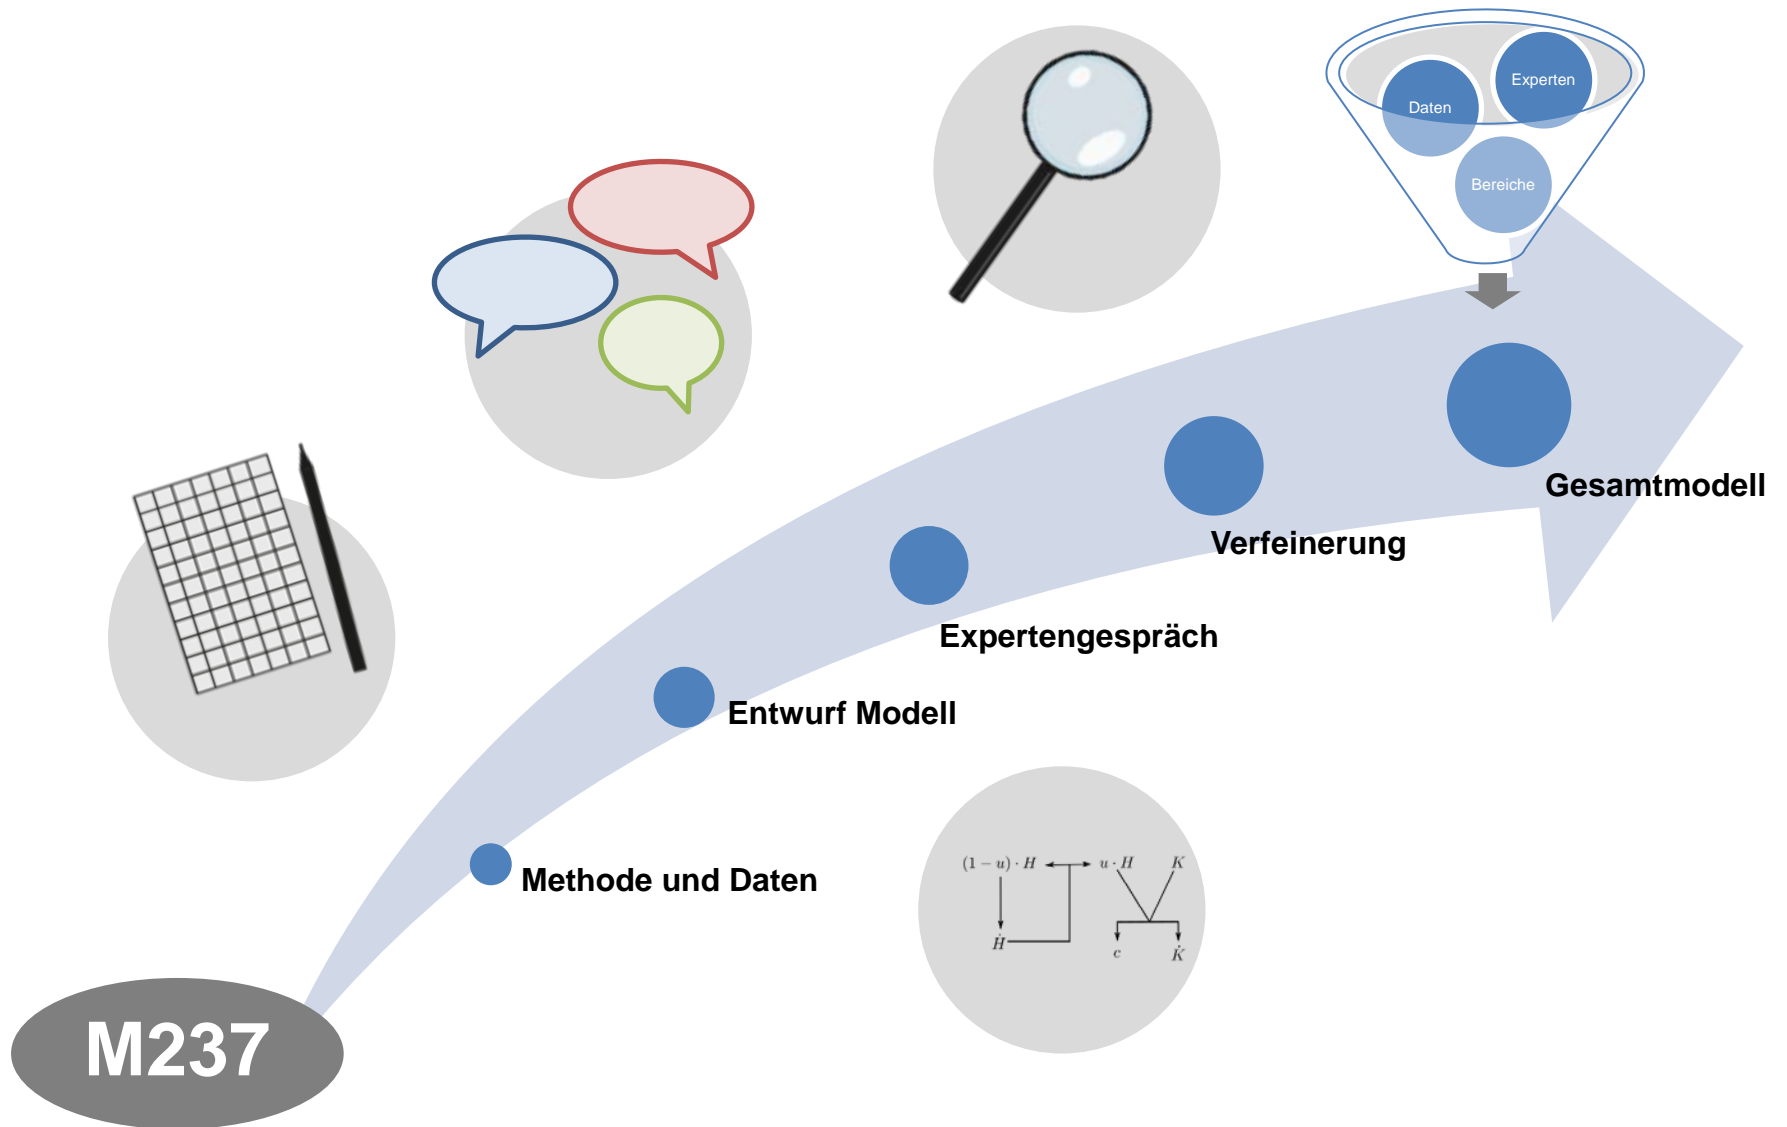 Experten
Daten
Bereiche
Gesamtmodell
Verfeinerung
Expertengespräch
Entwurf Modell
Methode und Daten
(1 − u) · H u · H K
Ḣ c K̇
M237